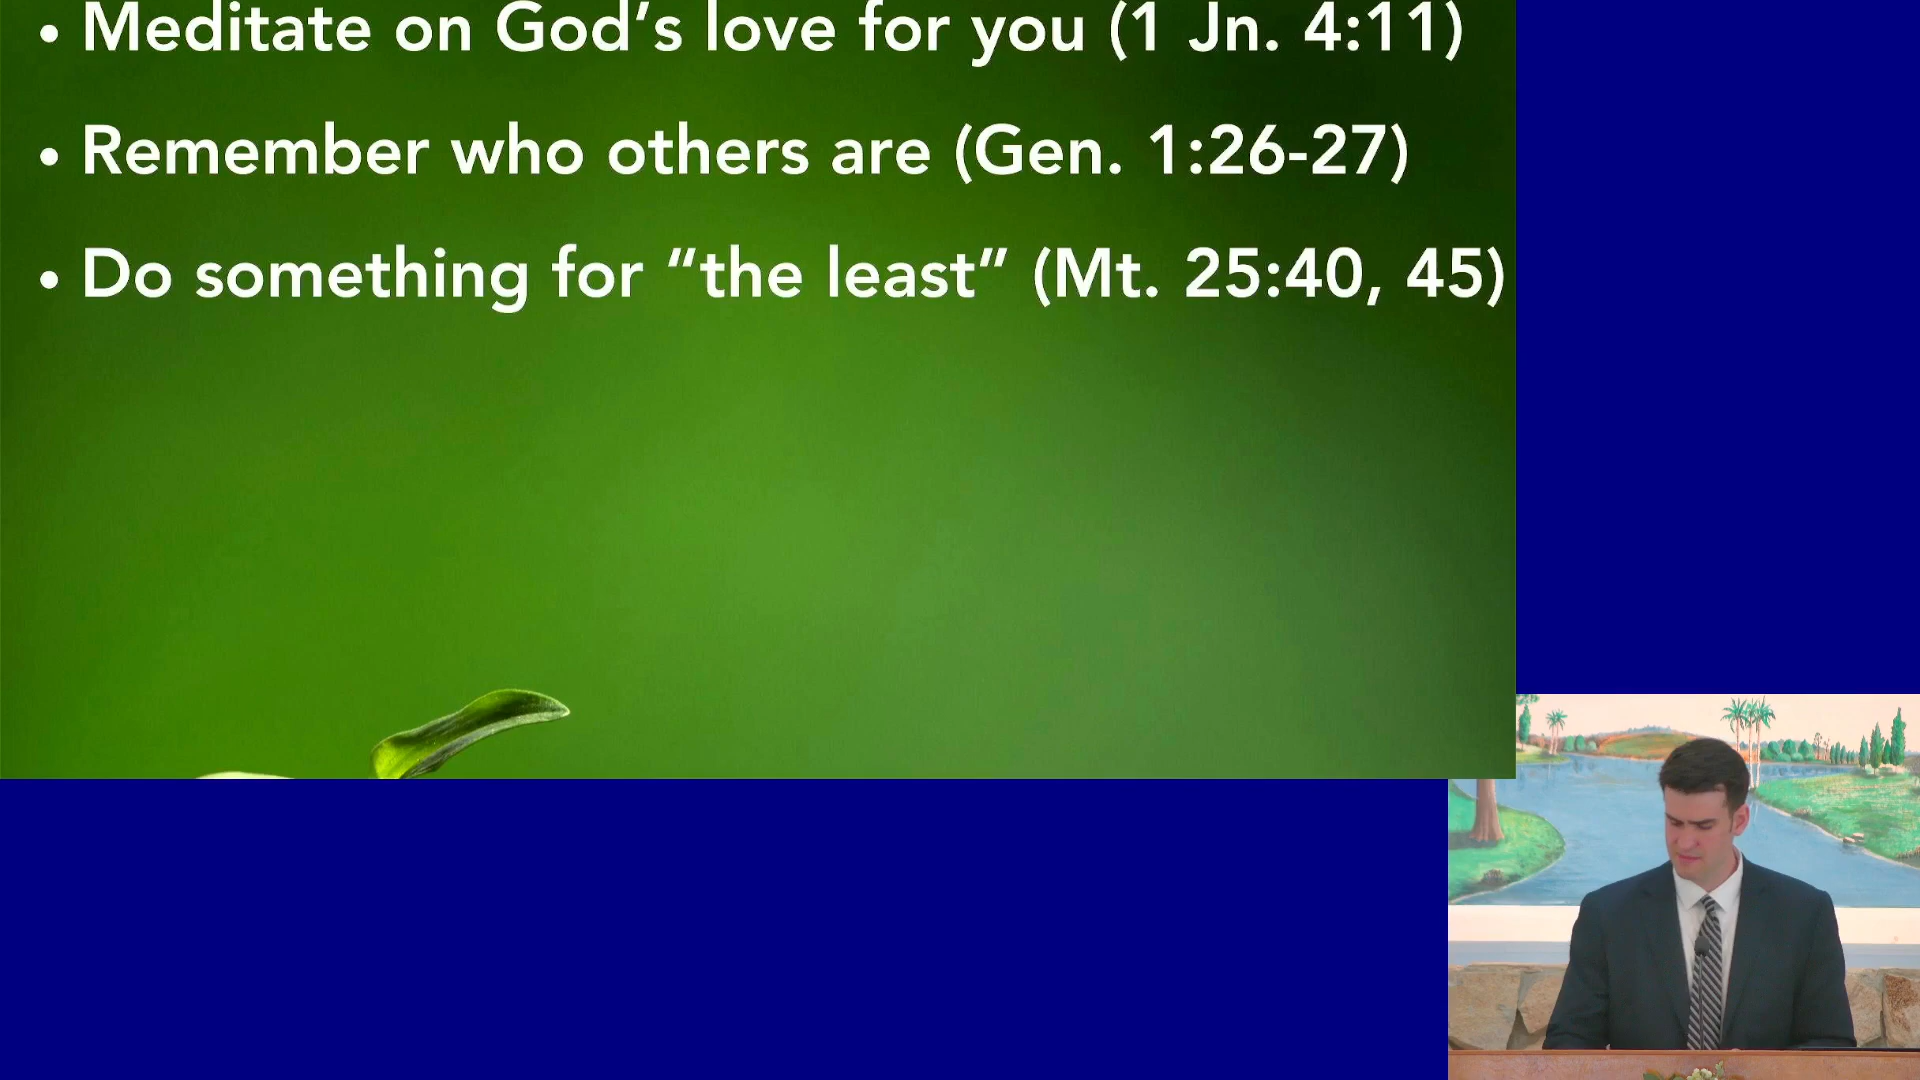 • Meditate on God’s love for you (1 Jn. 4:11)
• Remember who others are (Gen. 1:26-27)
• Do something for “the least” (Mt. 25:40, 45)